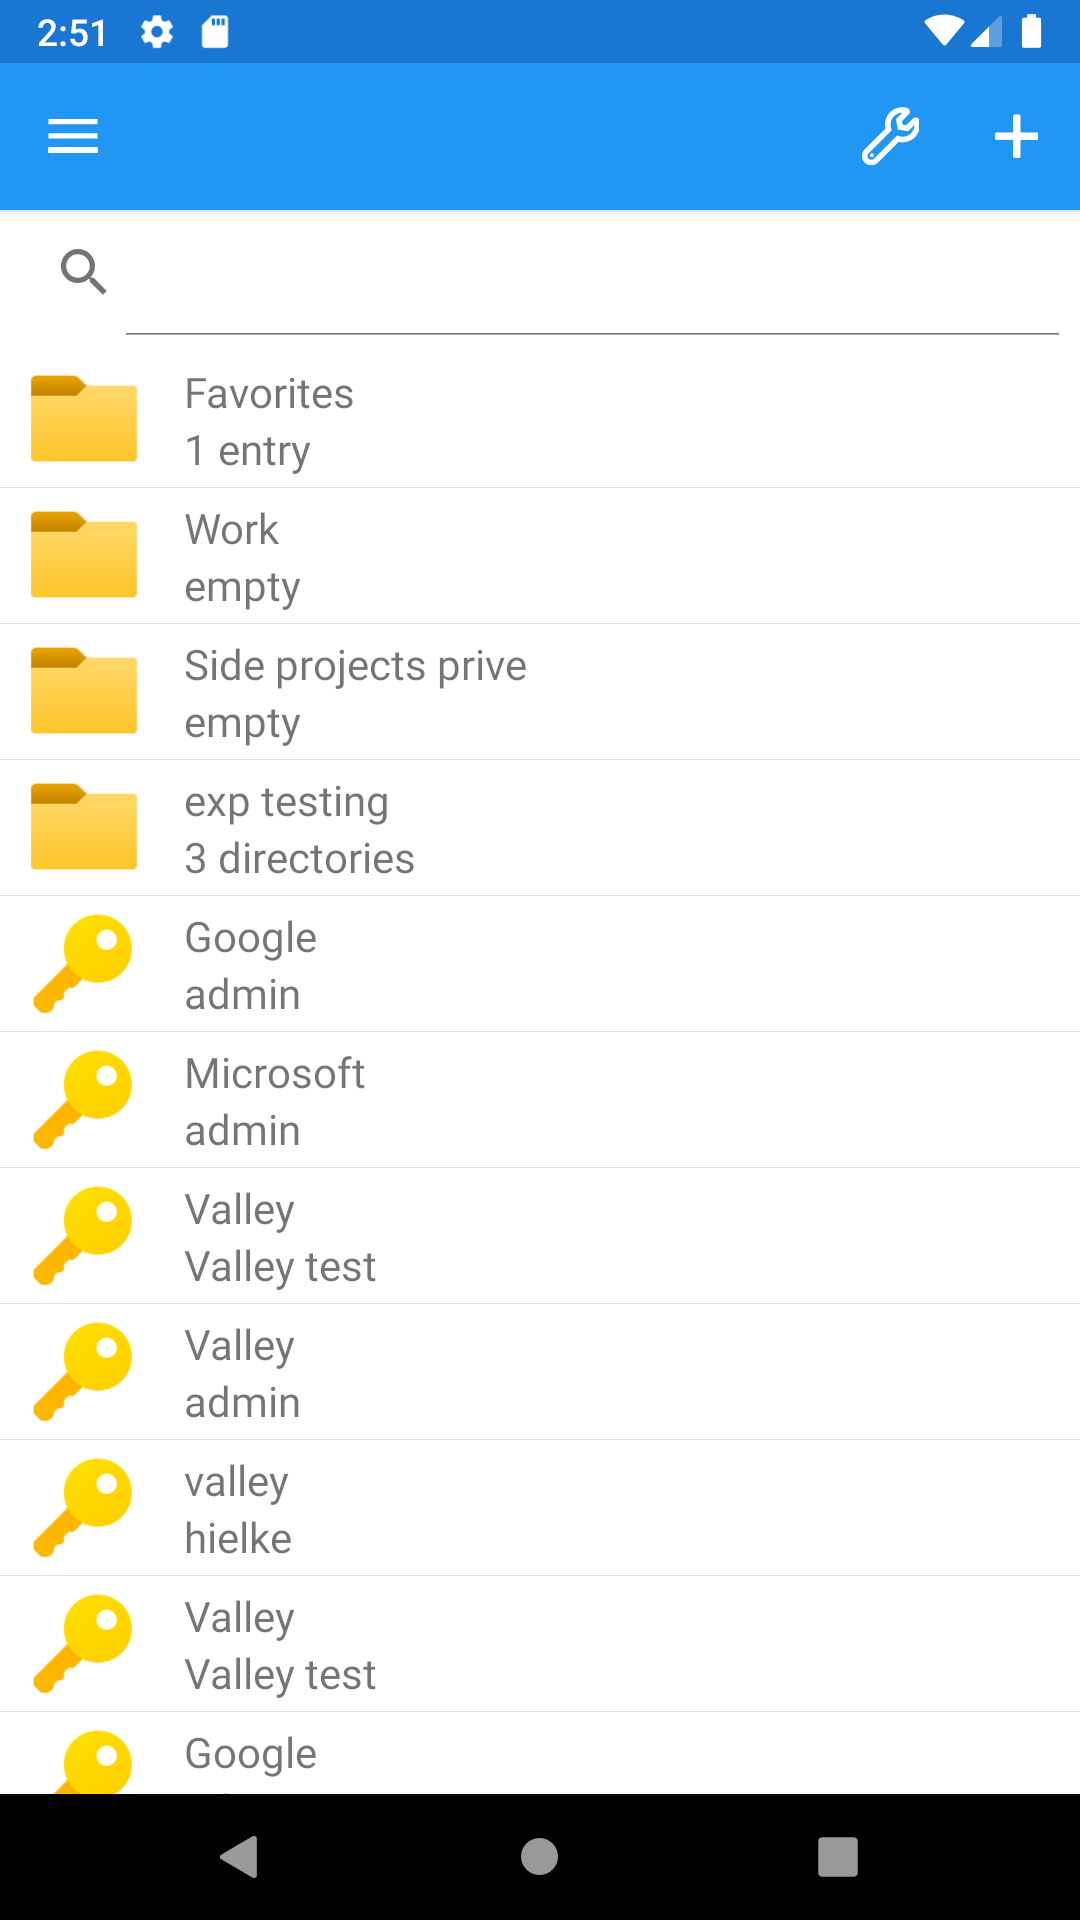 2:51
Favorites
1 entry
Work
empty
Side projects prive
empty
exp testing
3 directories
Google
admin
Microsoft
admin
Valley
Valley test
Valley
admin
valley
hielke
Valley
Valley test
Google